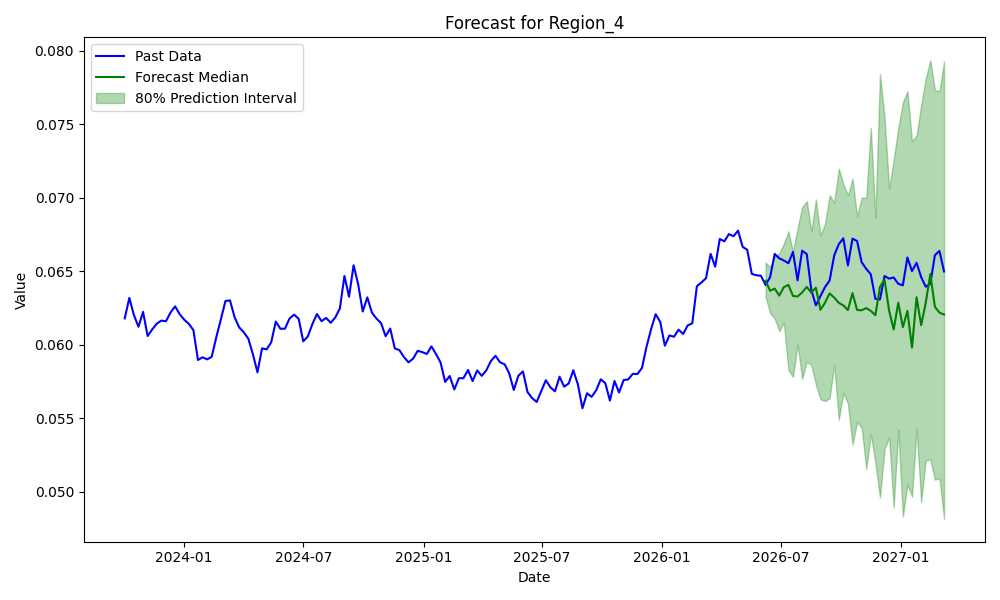 Forecast for Region_4
Past Data
Forecast Median
80% Prediction Interval
0.080
0.075
0.070
0.065
0.060
0.055
0.050
Value
2024-01
2024-07
2025-01
2025-07
2026-01
2026-07
2027-01
Date